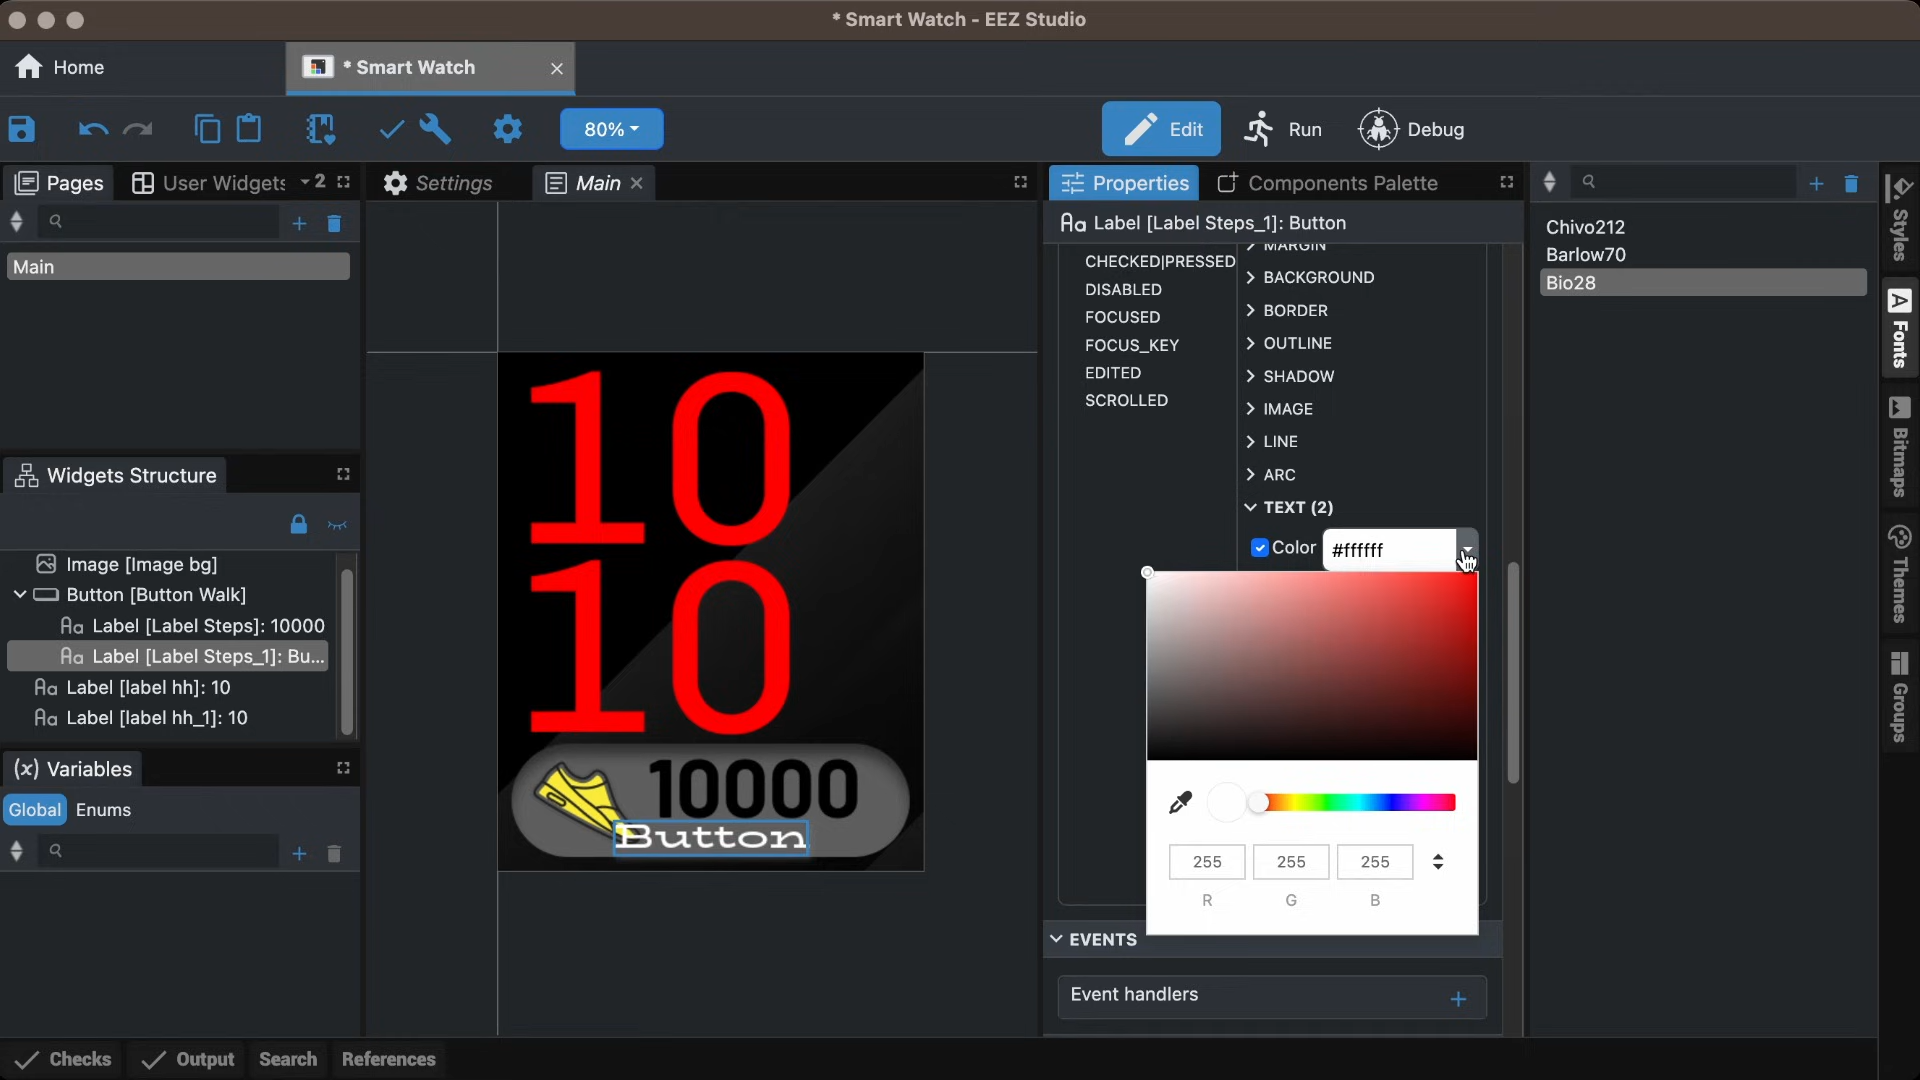 * Smart Watch - EEZ Studio
Home
* Smart Watch
80%
Edit
Run
Debug
Pages
User Widgets
2
Settings
Main
Properties
Components Palette
Main
Label [Label Steps_1]: Button
MARGIN
CHECKED|PRESSED
DISABLED
FOCUSED
FOCUS_KEY
EDITED
SCROLLED
BACKGROUND
BORDER
OUTLINE
SHADOW
IMAGE
LINE
ARC
TEXT (2)
Color
#ffffff
255
255
255
R
G
B
EVENTS
Event handlers
Chivo212
Barlow70
Bio28
Styles
Fonts
Bitmaps
Themes
Groups
10
10
10000
Button
Widgets Structure
Image [Image bg]
Button [Button Walk]
Label [Label Steps]: 10000
Label [Label Steps_1]: Bu...
Label [label hh]: 10
Label [label hh_1]: 10
(x) Variables
Global
Enums
Checks
Output
Search
References